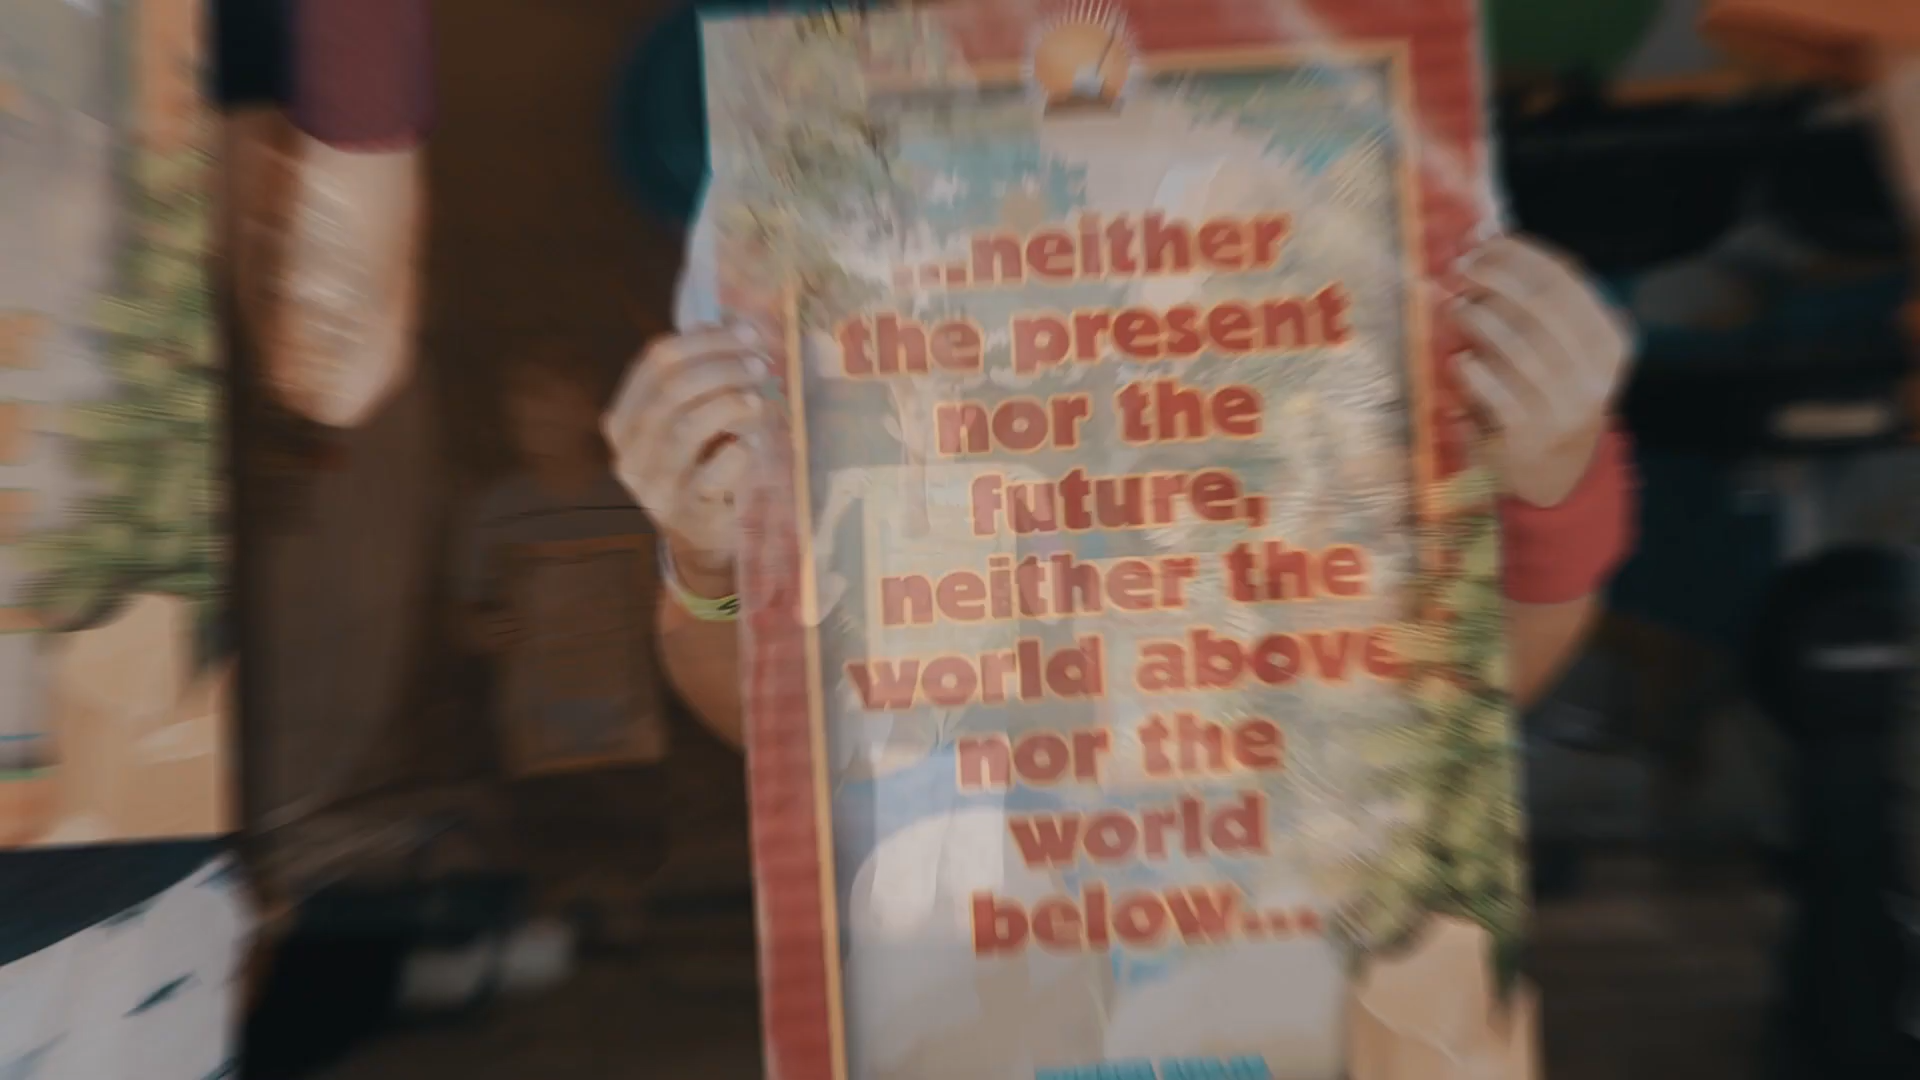 ...neither
the present
nor the
future,
neither the
world above
nor the
world
below...